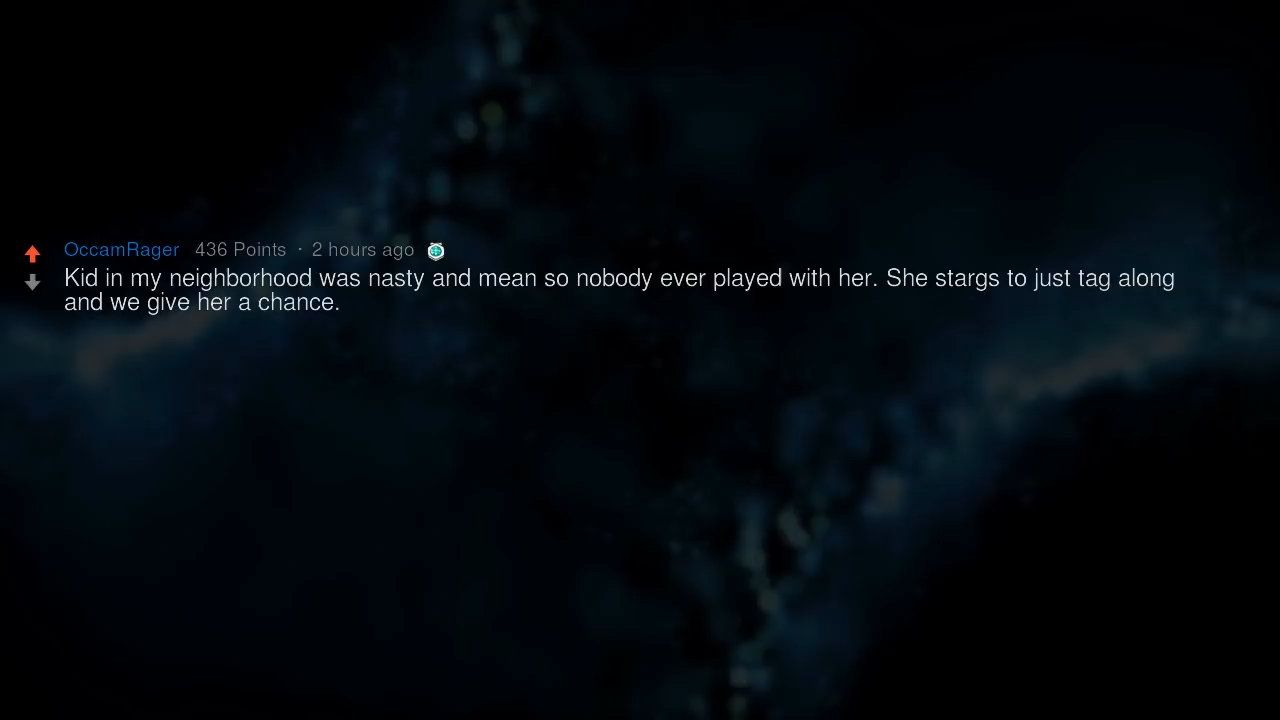 OccamRager 436 Points · 2 hours ago
Kid in my neighborhood was nasty and mean so nobody ever played with her. She stargs to just tag along
and we give her a chance.